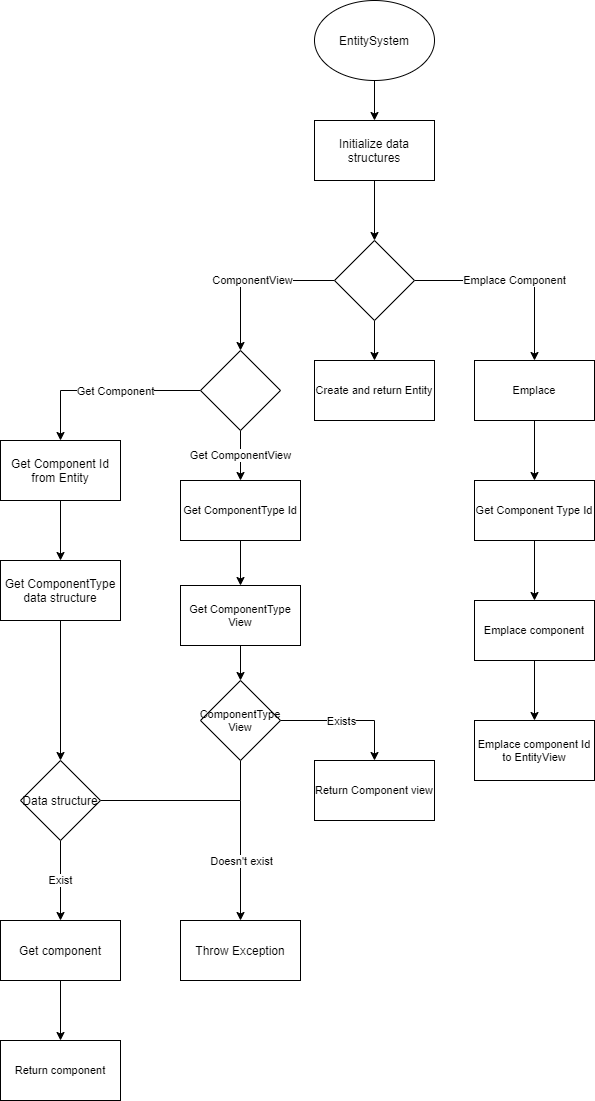 EntitySystem
Initialize data
structures
ComponentView
Emplace Component
Create and return Entity
Emplace
Get Component
Get ComponentView
Get Component Id
from Entity
Get ComponentType Id
Get Component Type Id
Get ComponentType
data structure
Get ComponentType
View
Emplace component
ComponentType
View
Exists
Emplace component Id
to EntityView
Data structure
Return Component view
Doesn't exist
Exist
Get component
Throw Exception
Return component